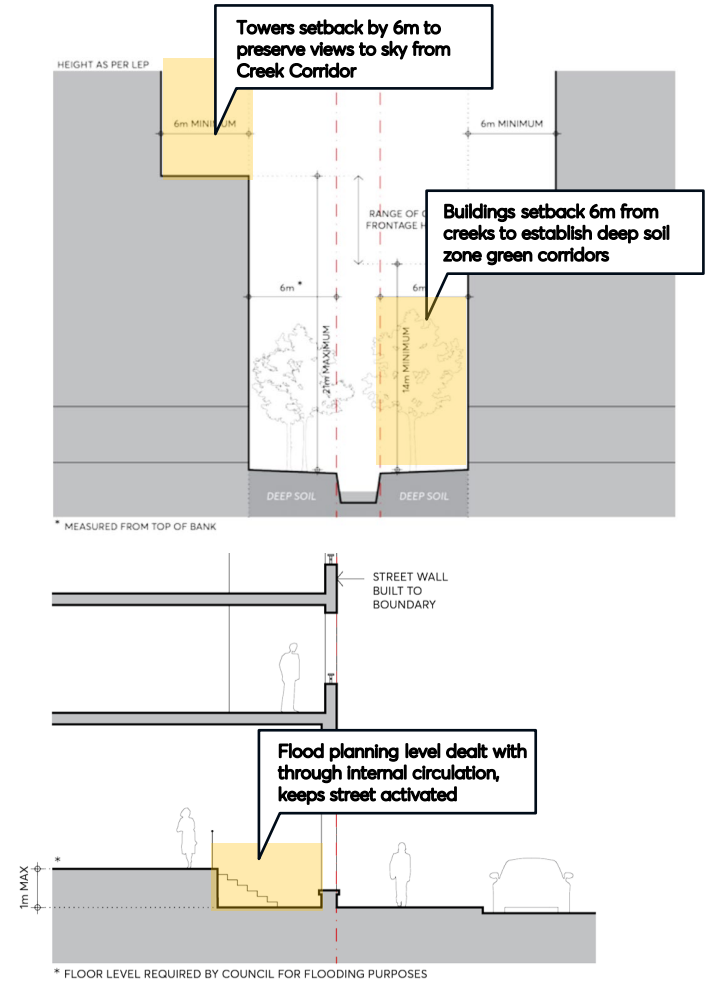 Towers setback by 6m to
preserve views to sky from
Creek Corridor
HEIGHT AS PER LEP
6m MINIMUM
6m MINIMUM
Buildings setback 6m from
creeks to establish deep soil
zone green corridors
RANGE OF
FRONTAGE
6m *
6m
21m MAXIMUM
14m MINIMUM
DEEP SOIL
DEEP SOIL
* MEASURED FROM TOP OF BANK
STREET WALL
BUILT TO
BOUNDARY
Flood planning level dealt with
through internal circulation,
keeps street activated
*
1m MAX
* FLOOR LEVEL REQUIRED BY COUNCIL FOR FLOODING PURPOSES